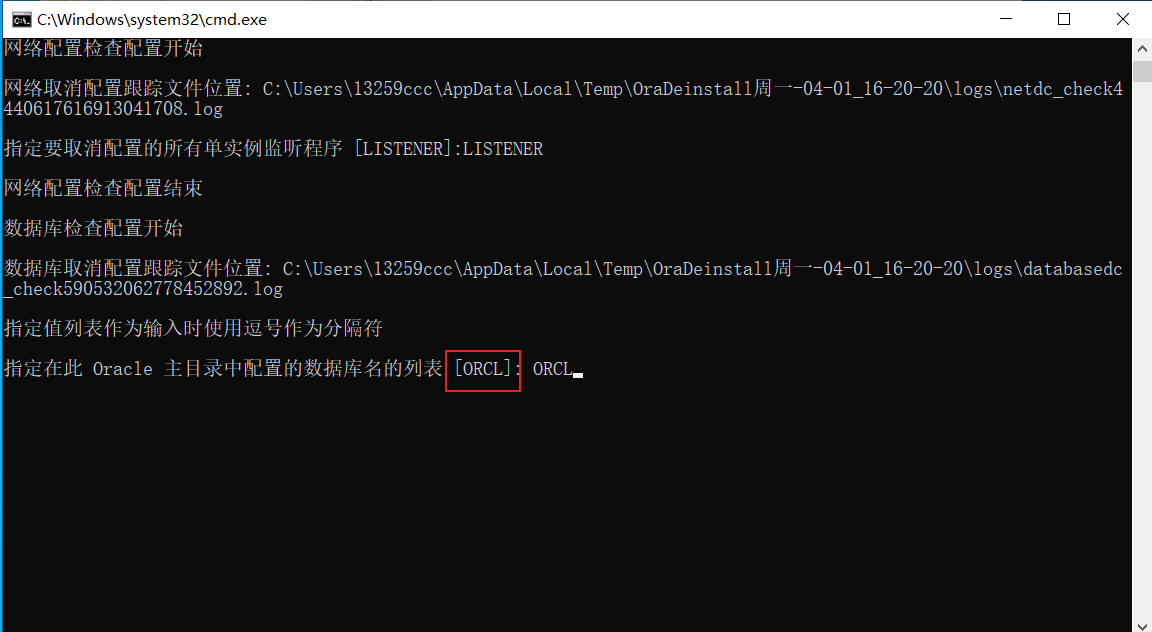 C:\Windows\system32\cmd.exe
网络配置检查配置开始
网络取消配置跟踪文件位置: C:\Users\13259ccc\AppData\Local\Temp\OraDeinstall周一-04-01_16-20-20\logs\netdc_check4
440617616913041708.log
指定要取消配置的所有单实例监听程序 [LISTENER]:LISTENER
网络配置检查配置结束
数据库检查配置开始
数据库取消配置跟踪文件位置: C:\Users\13259ccc\AppData\Local\Temp\OraDeinstall周一-04-01_16-20-20\logs\databasedc
_check590532062778452892.log
指定值列表作为输入时使用逗号作为分隔符
指定在此 Oracle 主目录中配置的数据库名的列表 [ORCL]: ORCL